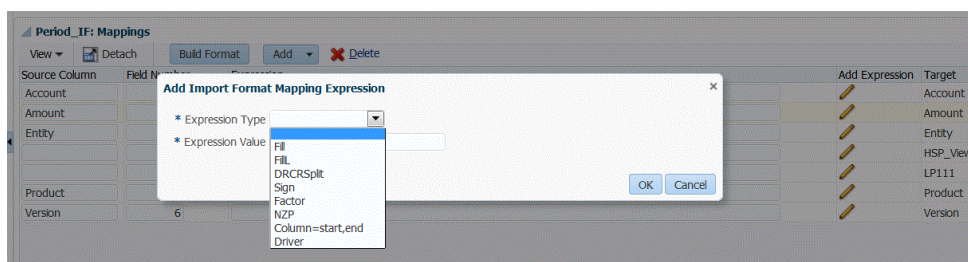 Period_IF: Mappings
View Detach Build Format Add Delete
Source Column Field Number Expression Add Expression Target
Add Import Format Mapping Expression
Account Account
* Expression Type
Amount Amount
* Expression Value
Entity Entity
Fill
FillL
HSP_View
DRCRSplit
LP111
Sign
Product Product
Factor
OK Cancel
NZP
Version 6 Version
Column=start,end
Driver